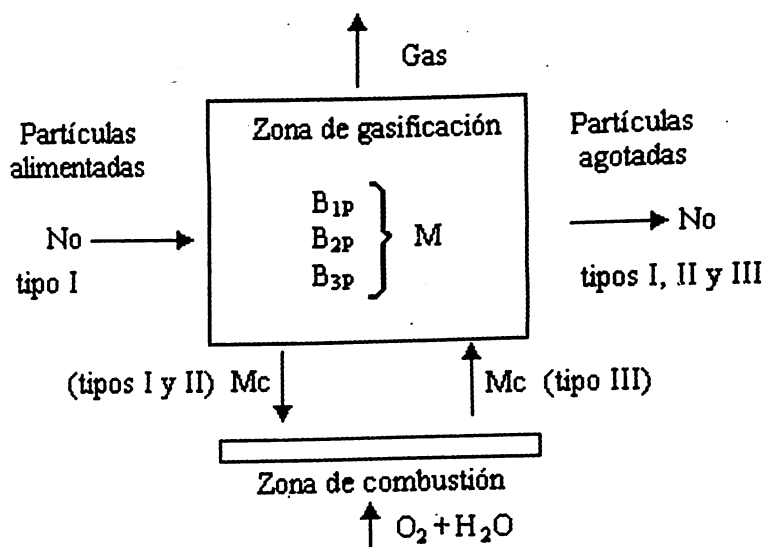 Gas
Partículas
alimentadas
Zona de gasificación
Partículas
agotadas
B1p
B2p
B3p
M
No
tipo I
No
tipos I, II y III
(tipos I y II) Mc
Mc (tipo III)
Zona de combustión
O2+H2O